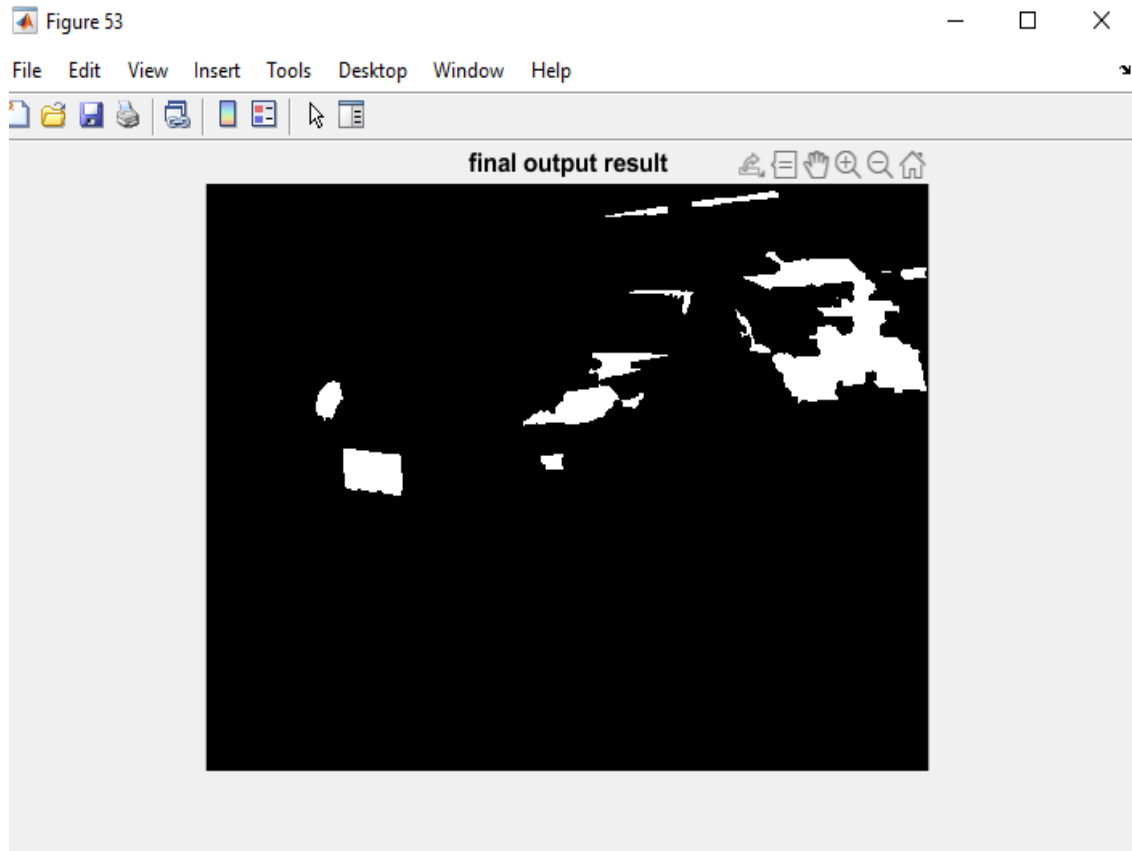 Figure 53
File Edit View Insert Tools Desktop Window Help
final output result